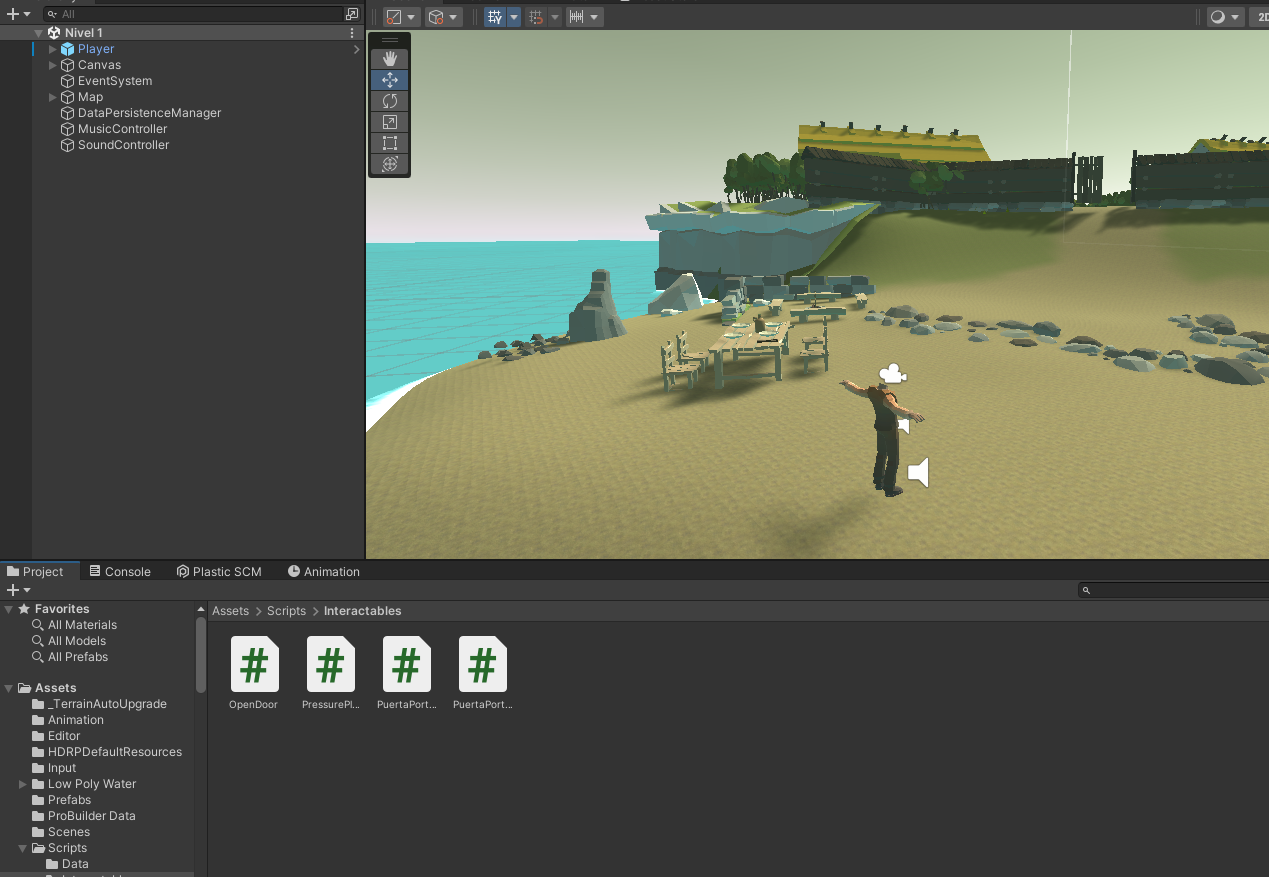 All
Nivel 1
Player
Canvas
EventSystem
Map
DataPersistenceManager
MusicController
SoundController
2D
Project
Console
Plastic SCM
Animation
Favorites
All Materials
All Models
All Prefabs
Assets
_TerrainAutoUpgrade
Animation
Editor
HDRPDefaultResources
Input
Low Poly Water
Prefabs
ProBuilder Data
Scenes
Scripts
Data
Assets > Scripts > Interactables
OpenDoor
PressurePl...
PuertaPort...
PuertaPort...